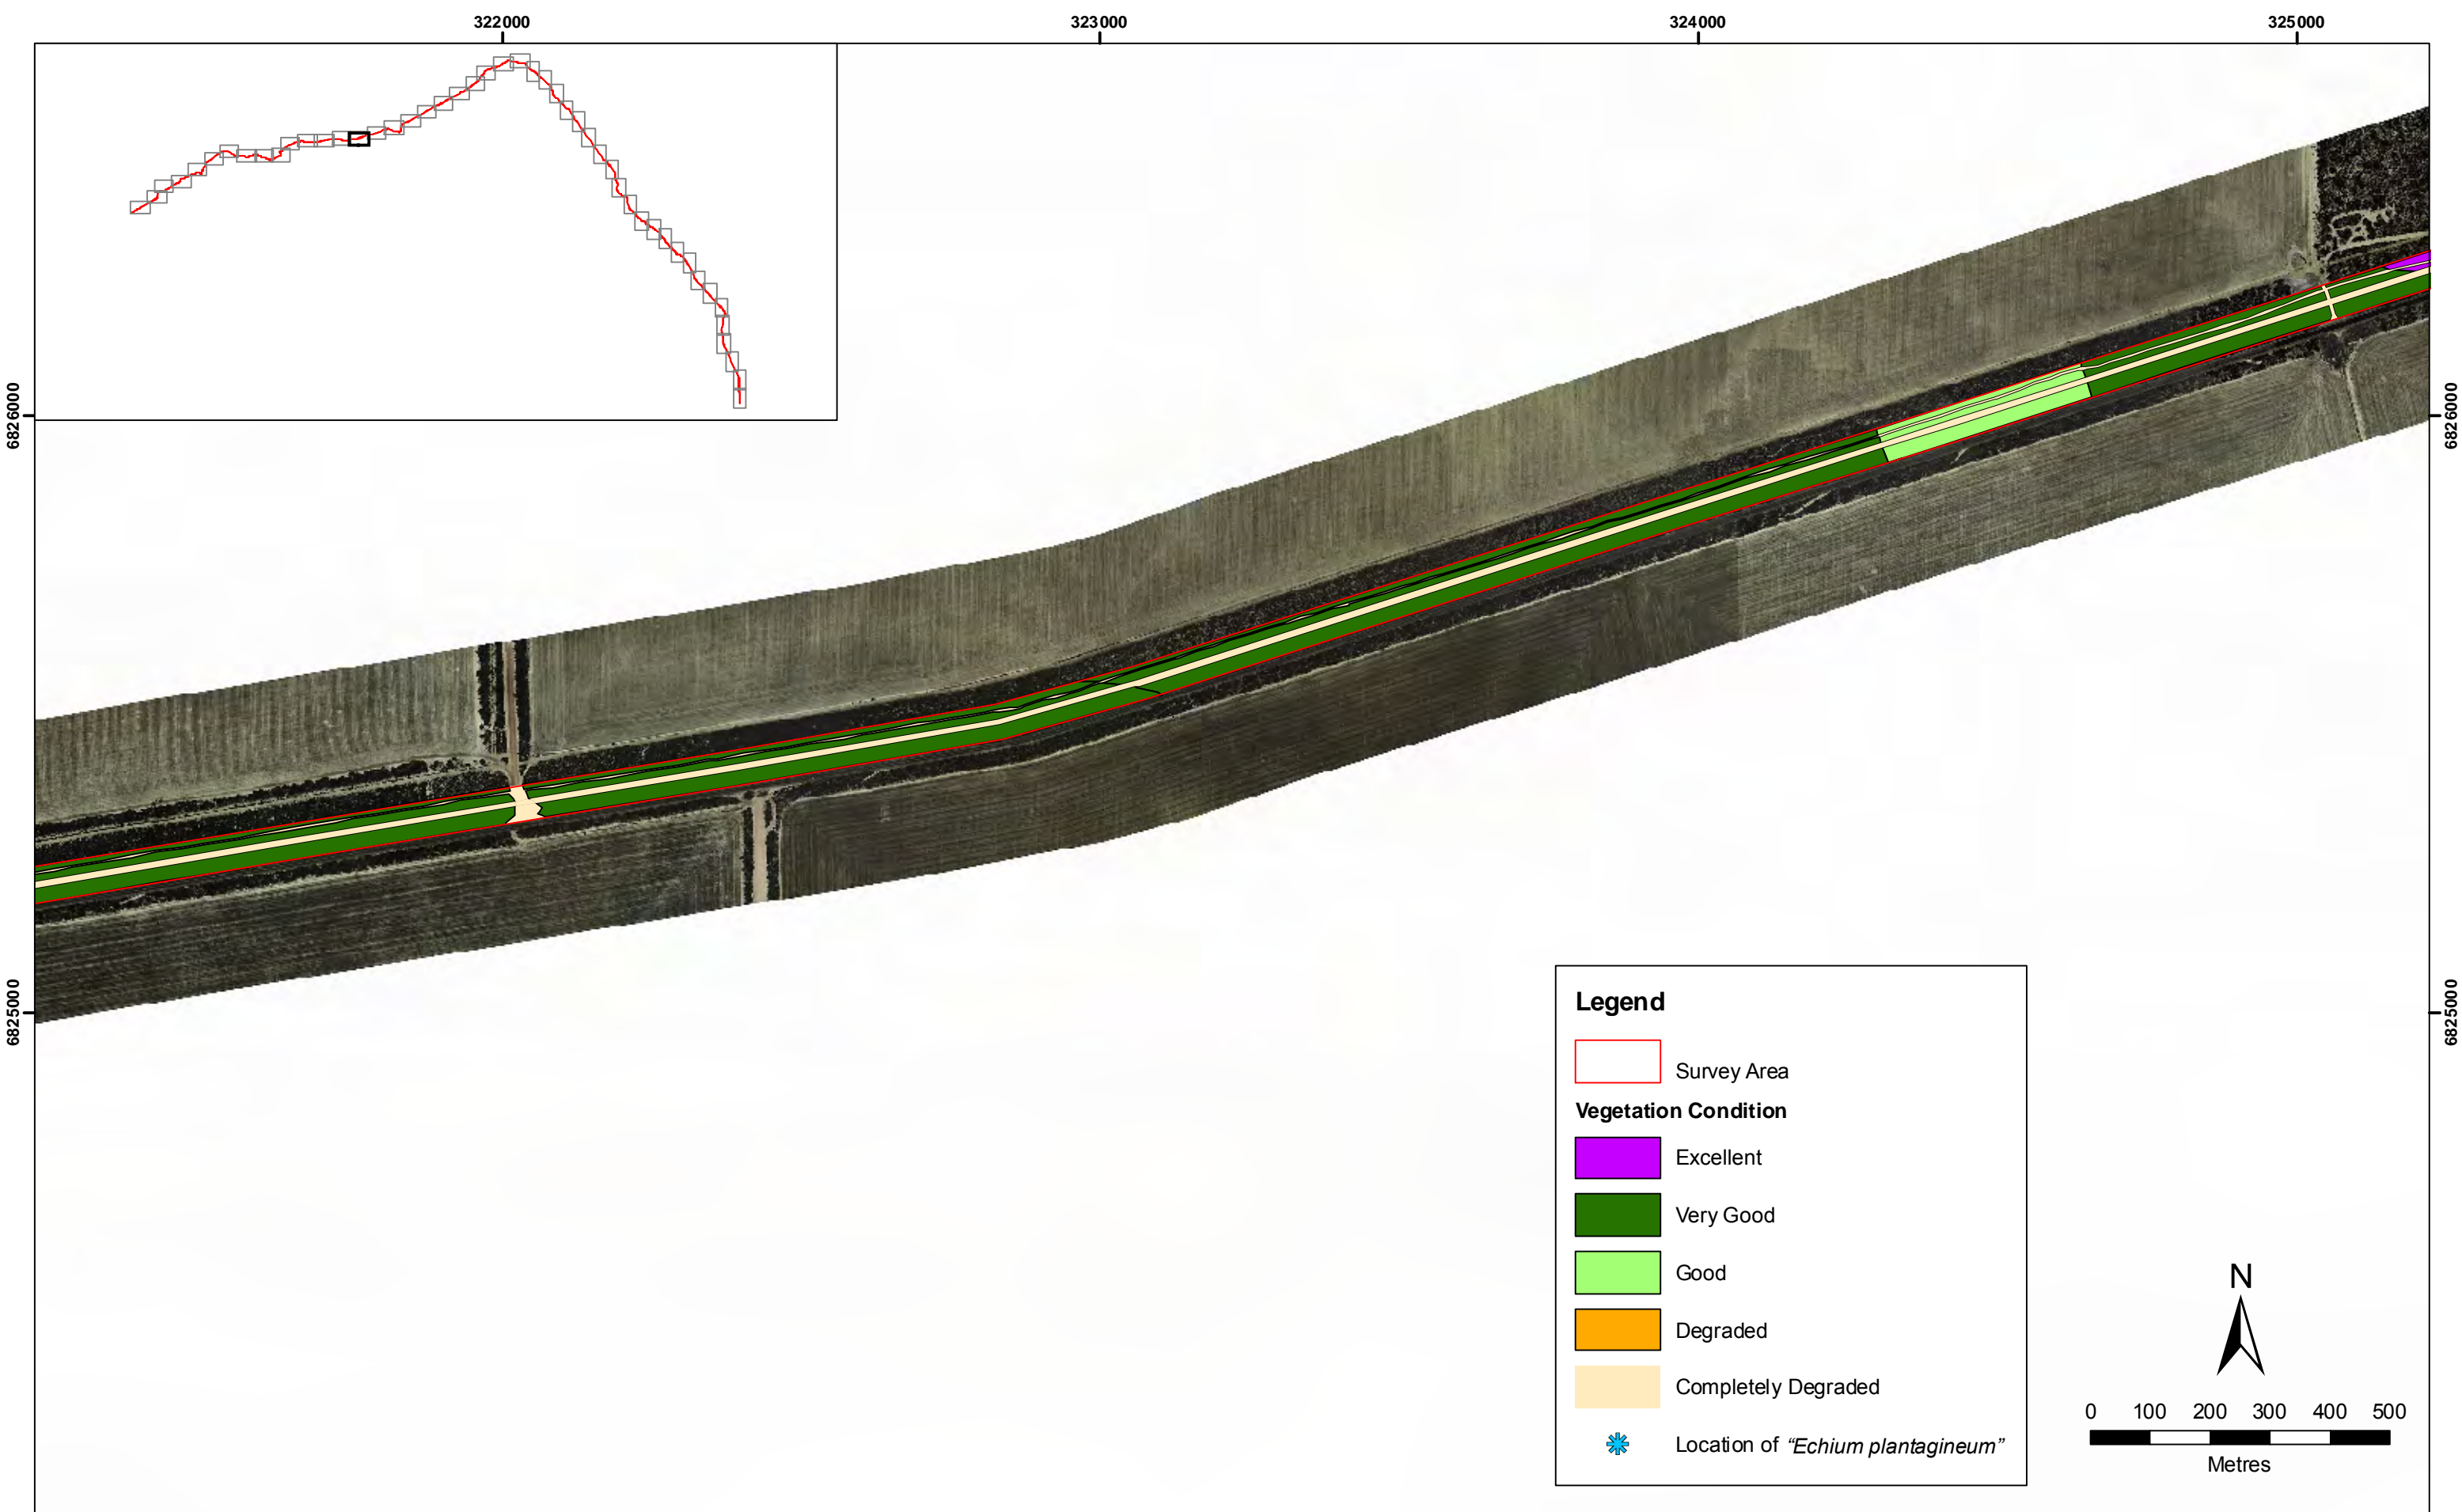 322000 323000 324000 325000
6826000 6826000
6825000 6825000
Legend
Survey Area
Vegetation Condition
Excellent
Very Good
Good
Degraded
Completely Degraded
Location of “Echium plantagineum”
N
0 100 200 300 400 500
Metres